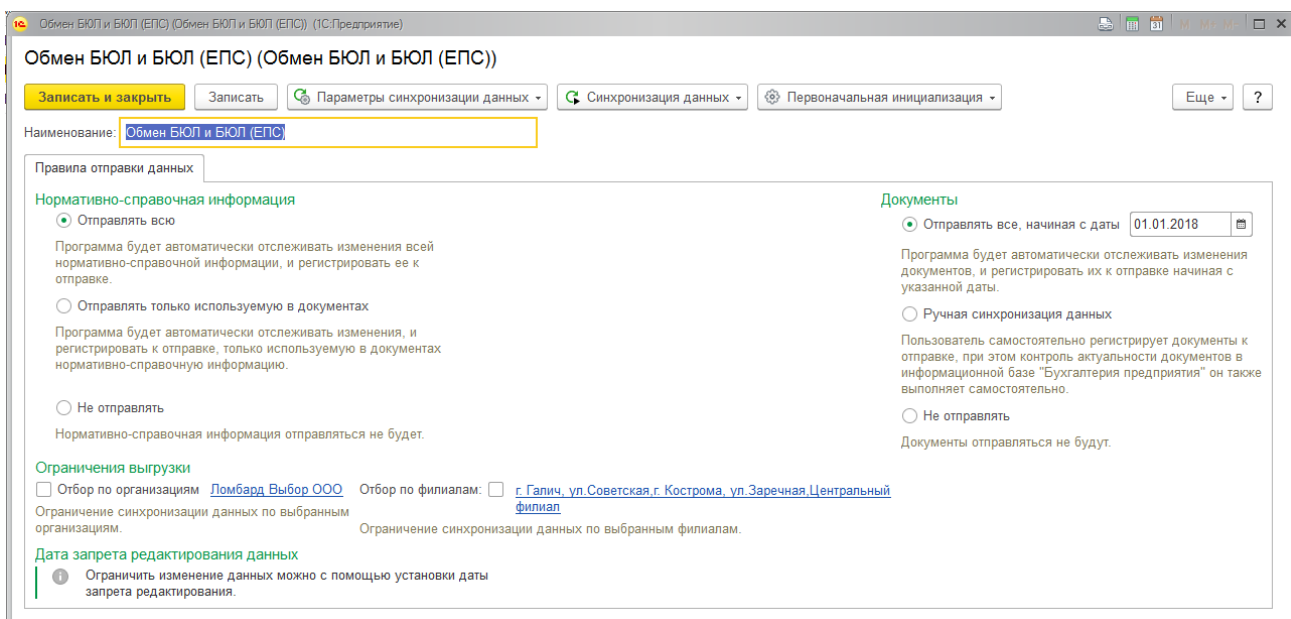 Обмен БЮЛ и БЮЛ (ЕПС) (Обмен БЮЛ и БЮЛ (ЕПС)) (1С:Предприятие)
31 M M+ M-
Обмен БЮЛ и БЮЛ (ЕПС) (Обмен БЮЛ и БЮЛ (ЕПС))
Записать и закрыть Записать Параметры синхронизации данных Синхронизация данных Первоначальная инициализация Еще ?
Наименование: Обмен БЮЛ и БЮЛ (ЕПС)
Правила отправки данных
Нормативно-справочная информация
Отправлять всю
Программа будет автоматически отслеживать изменения всей
нормативно-справочной информации, и регистрировать ее к
отправке.
Отправлять только используемую в документах
Программа будет автоматически отслеживать изменения, и
регистрировать к отправке, только используемую в документах
нормативно-справочную информацию.
Не отправлять
Нормативно-справочная информация отправляться не будет.
Документы
Отправлять все, начиная с даты 01.01.2018
Программа будет автоматически отслеживать изменения
документов, и регистрировать их к отправке начиная с
указанной даты.
Ручная синхронизация данных
Пользователь самостоятельно регистрирует документы к
отправке, при этом контроль актуальности документов в
информационной базе "Бухгалтерия предприятия" он также
выполняет самостоятельно.
Не отправлять
Документы отправляться не будут.
Ограничения выгрузки
Отбор по организациям Ломбард Выбор ООО
Ограничение синхронизации данных по выбранным
организациям.
Отбор по филиалам: г. Галич, ул.Советская,г. Кострома, ул.Заречная,Центральный
филиал
Ограничение синхронизации данных по выбранным филиалам.
Дата запрета редактирования данных
Ограничить изменение данных можно с помощью установки даты
запрета редактирования.